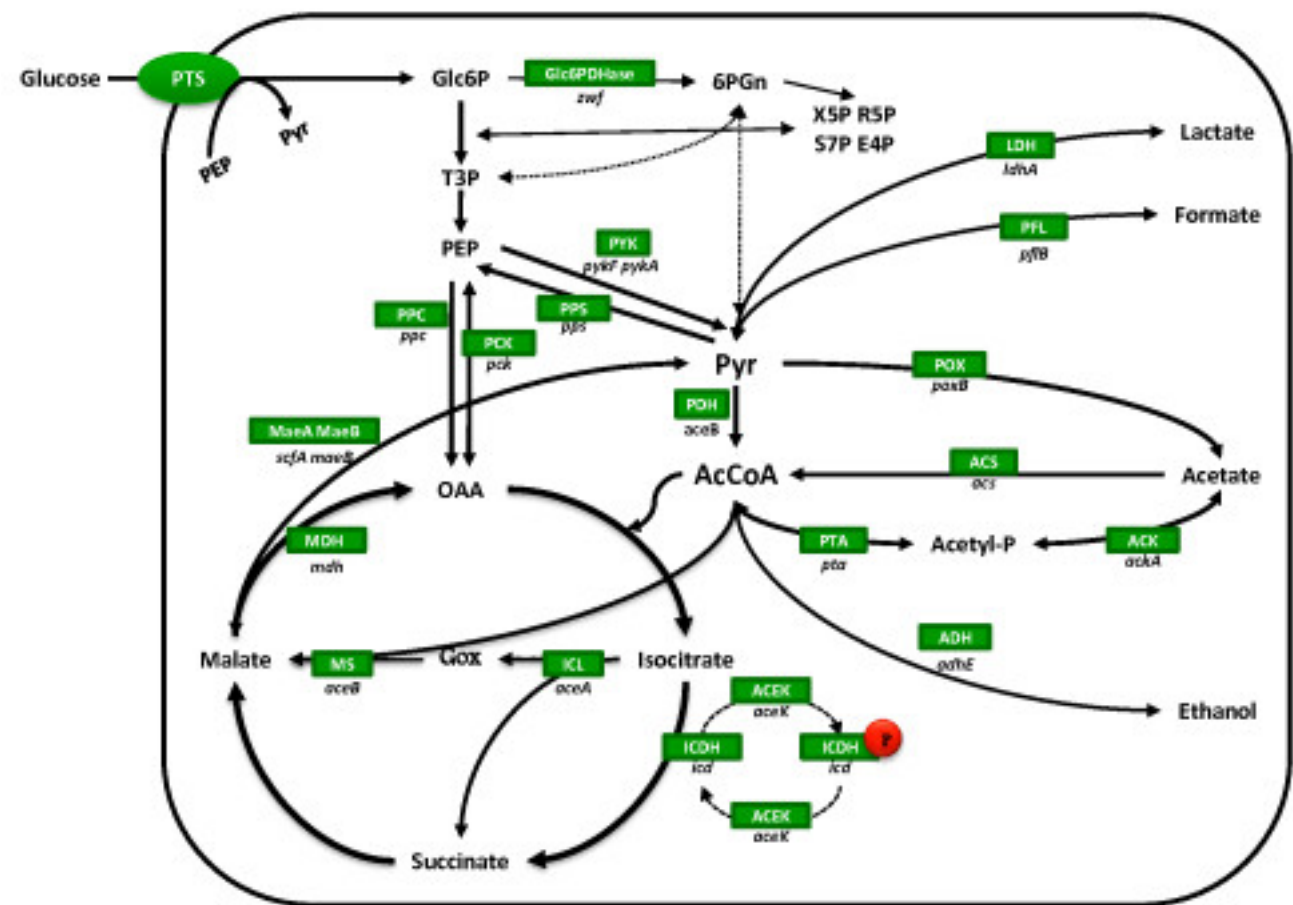 Glucose
PTS
Glc6P
Glc6PDHase
zwf
6PGn
PEP
Pyr
X5P R5P
S7P E4P
T3P
LDH
ldhA
Lactate
PFL
pflB
Formate
PEP
PYK
pykF pykA
PPS
pps
PPC
ppc
PCK
pck
Pyr
POX
poxB
PDH
aceB
MaeA MaeB
scfA maeB
OAA
AcCoA
ACS
acs
Acetate
MDH
mdh
PTA
pta
Acetyl-P
ACK
ackA
Malate
MS
aceB
Gox
ICL
aceA
Isocitrate
ADH
adhE
Ethanol
ACEK
aceK
ICDH
icd
ICDH
icd
P
ACEK
aceK
Succinate